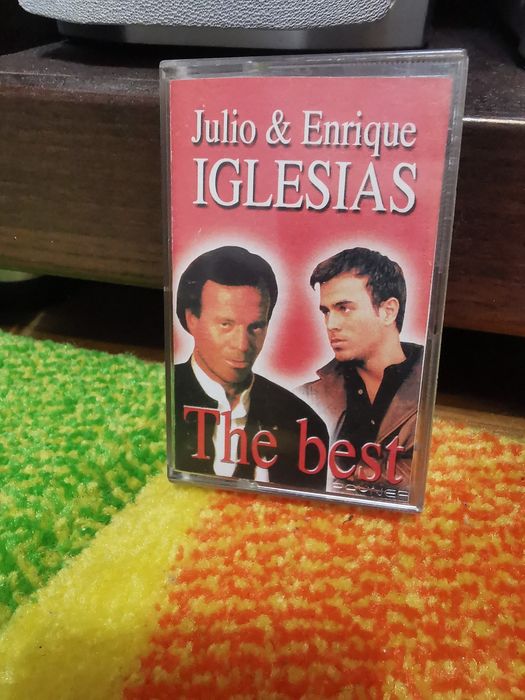 Julio & Enrique
IGLESIAS
The best